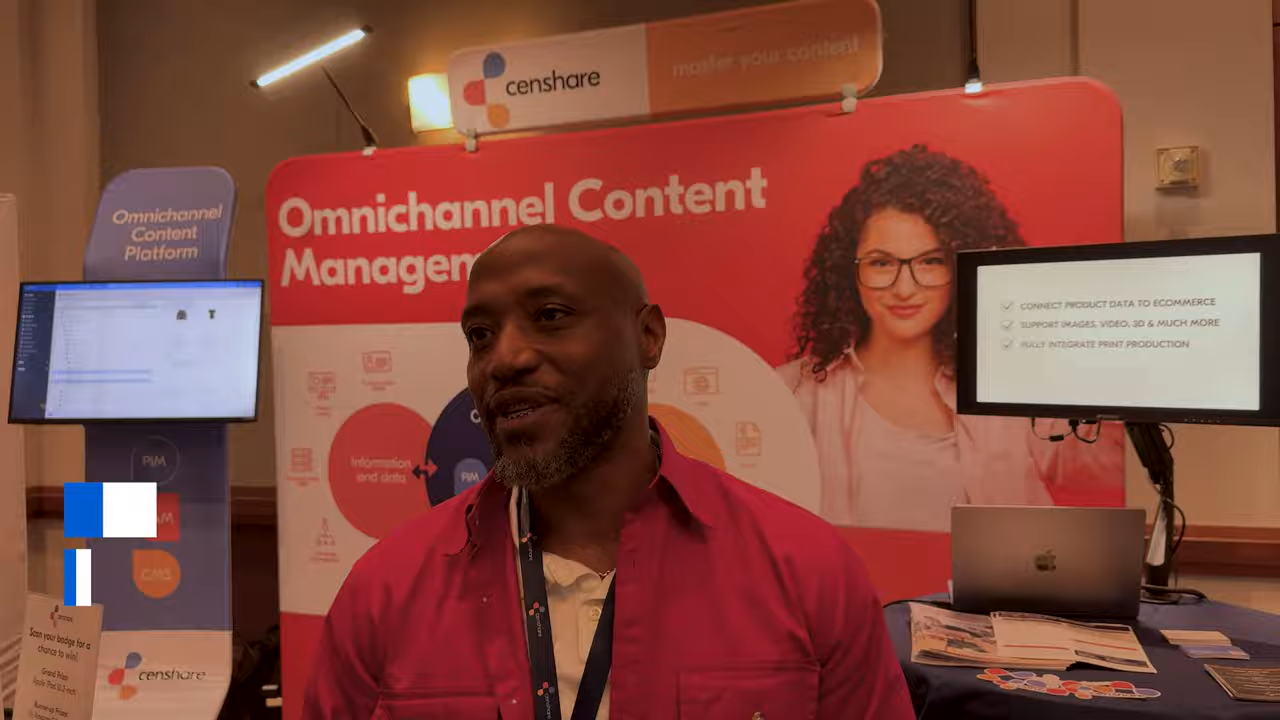 censhare
master your content
Omnichannel Content
Managem
Omnichannel
Content
Platform
CONNECT PRODUCT DATA TO ECOMMERCE
SUPPORT IMAGES, VIDEO, 3D & MUCH MORE
FULLY INTEGRATE PRINT PRODUCTION
Information
and data
PIM
PIM
CMS
Scan your badge for a
chance to win!
Grand Prize
censhare